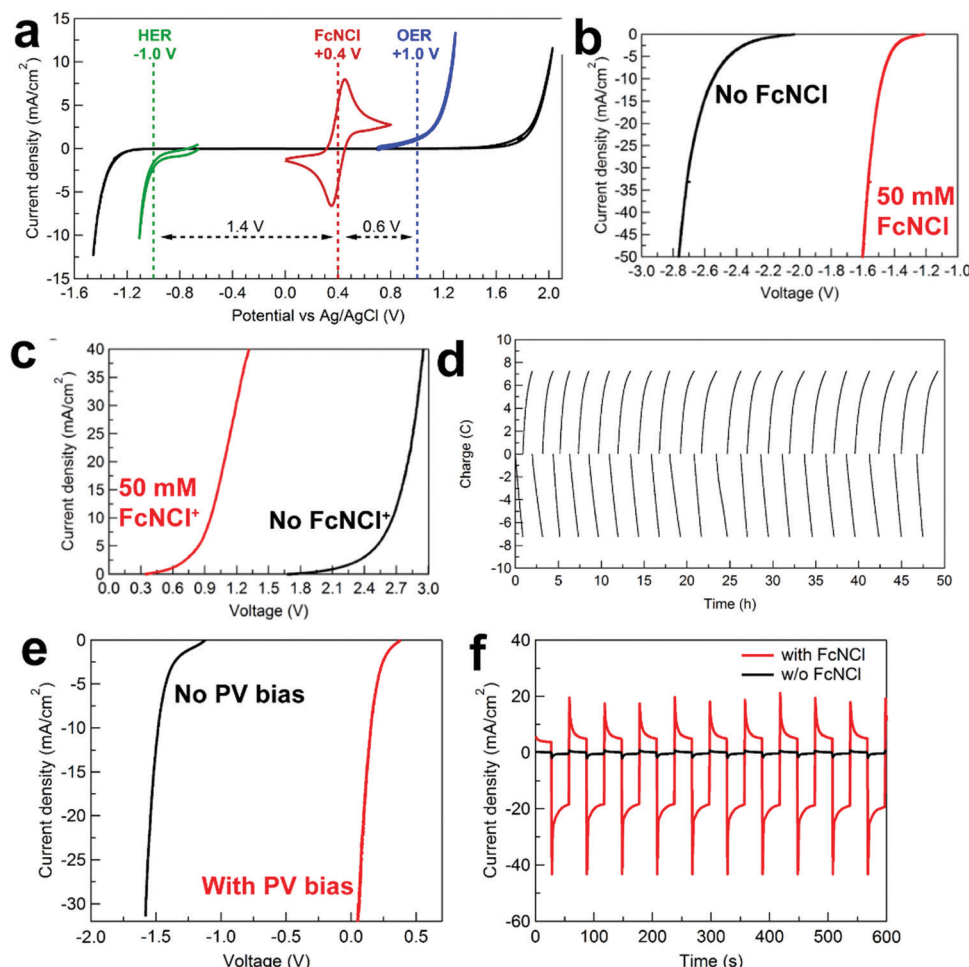 a
HER
-1.0 V
FcNCl
+0.4 V
OER
+1.0 V
1.4 V
0.6 V
15
10
5
0
-5
10
15
Current density (mA/cm²)
-1.6
-1.2
-0.8
0.0
0.4
0.8
1.2
1.6
2.0
Potential vs Ag/AgCl (V)
b
No FcNCl
50 mM
FcNCl
0
-5
-10
-15
-20
-25
-30
-35
-40
-45
-50
Current density (mA/cm²)
-3.0
-2.8
-2.6
-2.4
-2.2
-2.0
-1.8
-1.6
-1.4
-1.2
-1.0
Voltage (V)
c
50 mM
FcNCl⁺
No FcNCl⁺
40
35
30
25
20
15
10
5
0
Current density (mA/cm²)
0.0
0.3
0.6
0.9
1.2
1.5
1.8
2.1
2.4
2.7
3.0
Voltage (V)
d
10
8
6
4
2
0
-2
-4
-6
-8
-10
Charge (C)
0
5
10
15
20
25
30
35
40
45
50
Time (h)
e
No PV bias
With PV bias
0
-5
-10
-15
-20
-25
-30
Current density (mA/cm²)
-2.0
-1.5
-1.0
-0.5
0.0
0.5
Voltage (V)
f
with FcNCl
w/o FcNCl
40
20
0
-20
-40
-60
Current density (mA/cm²)
0
100
200
300
400
500
600
Time (s)